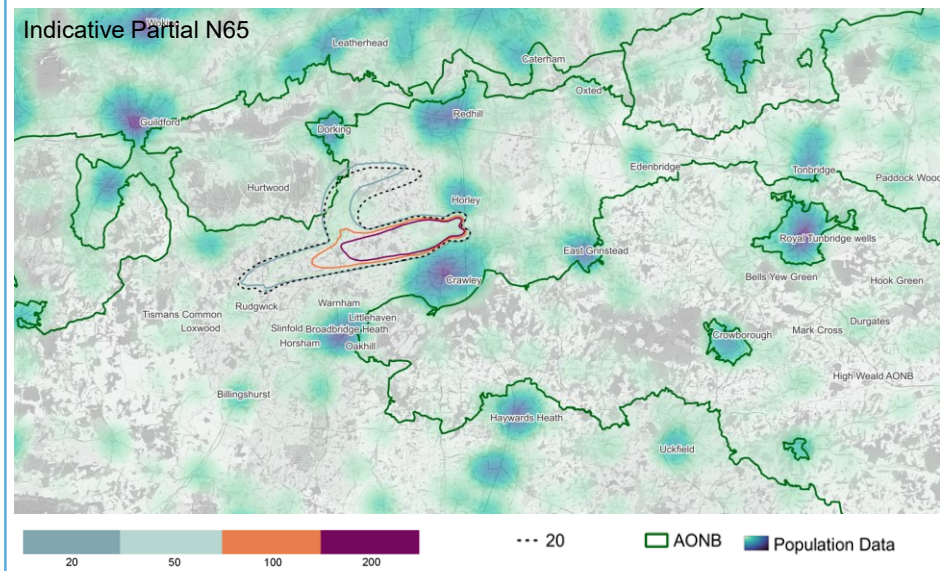 Indicative Partial N65
Woking
Leatherhead
Caterham
Oxted
Guildford
Dorking
Redhill
Edenbridge
Tonbridge
Paddock Wood
Hurtwood
Horley
Royal Tunbridge wells
East Grinstead
Crawley
Bells Yew Green
Hook Green
Rudgwick
Warnham
Tismans Common
Littlehaven
Loxwood
Slinfold
Broadbridge Heath
Horsham
Oakhill
Durgates
Mark Cross
Crowborough
High Weald AONB
Billingshurst
Haywards Heath
Uckfield
20 50 100 200
20
AONB
Population Data